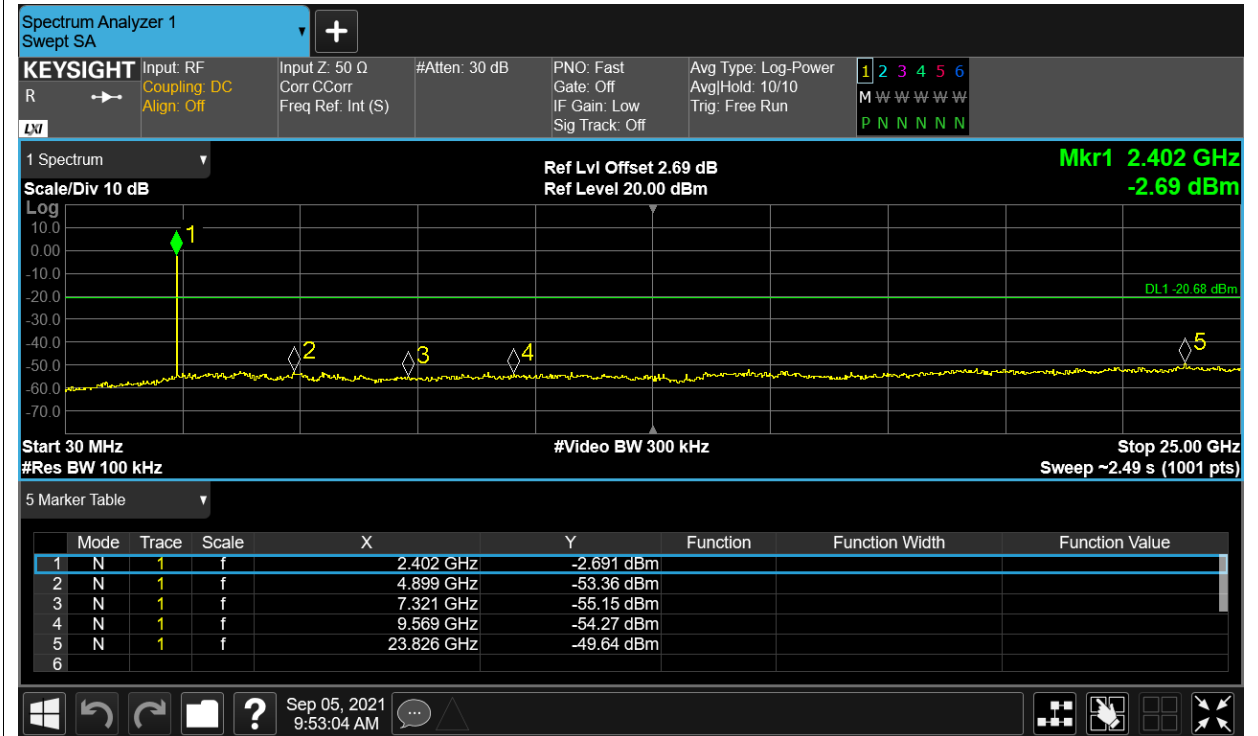 Spectrum Analyzer 1
Swept SA
KEYSIGHT
R
LXI
Input: RF
Coupling: DC
Align: Off
Input Z: 50 Ω
Corr CCorr
Freq Ref: Int (S)
#Atten: 30 dB
PNO: Fast
Gate: Off
IF Gain: Low
Sig Track: Off
Avg Type: Log-Power
Avg|Hold: 10/10
Trig: Free Run
1 2 3 4 5 6
M W W W W W
P N N N N N
1 Spectrum
Scale/Div 10 dB
Ref Lvl Offset 2.69 dB
Ref Level 20.00 dBm
Mkr1 2.402 GHz
-2.69 dBm
Log
10.0
0.00
-10.0
-20.0
-30.0
-40.0
-50.0
-60.0
-70.0
1
2
3
4
5
DL1 -20.68 dBm
Start 30 MHz
#Video BW 300 kHz
Stop 25.00 GHz
#Res BW 100 kHz
Sweep ~2.49 s (1001 pts)
5 Marker Table
Mode Trace Scale X Y Function Function Width Function Value
1 N 1 f 2.402 GHz -2.691 dBm
2 N 1 f 4.899 GHz -53.36 dBm
3 N 1 f 7.321 GHz -55.15 dBm
4 N 1 f 9.569 GHz -54.27 dBm
5 N 1 f 23.826 GHz -49.64 dBm
6
?
Sep 05, 2021
9:53:04 AM